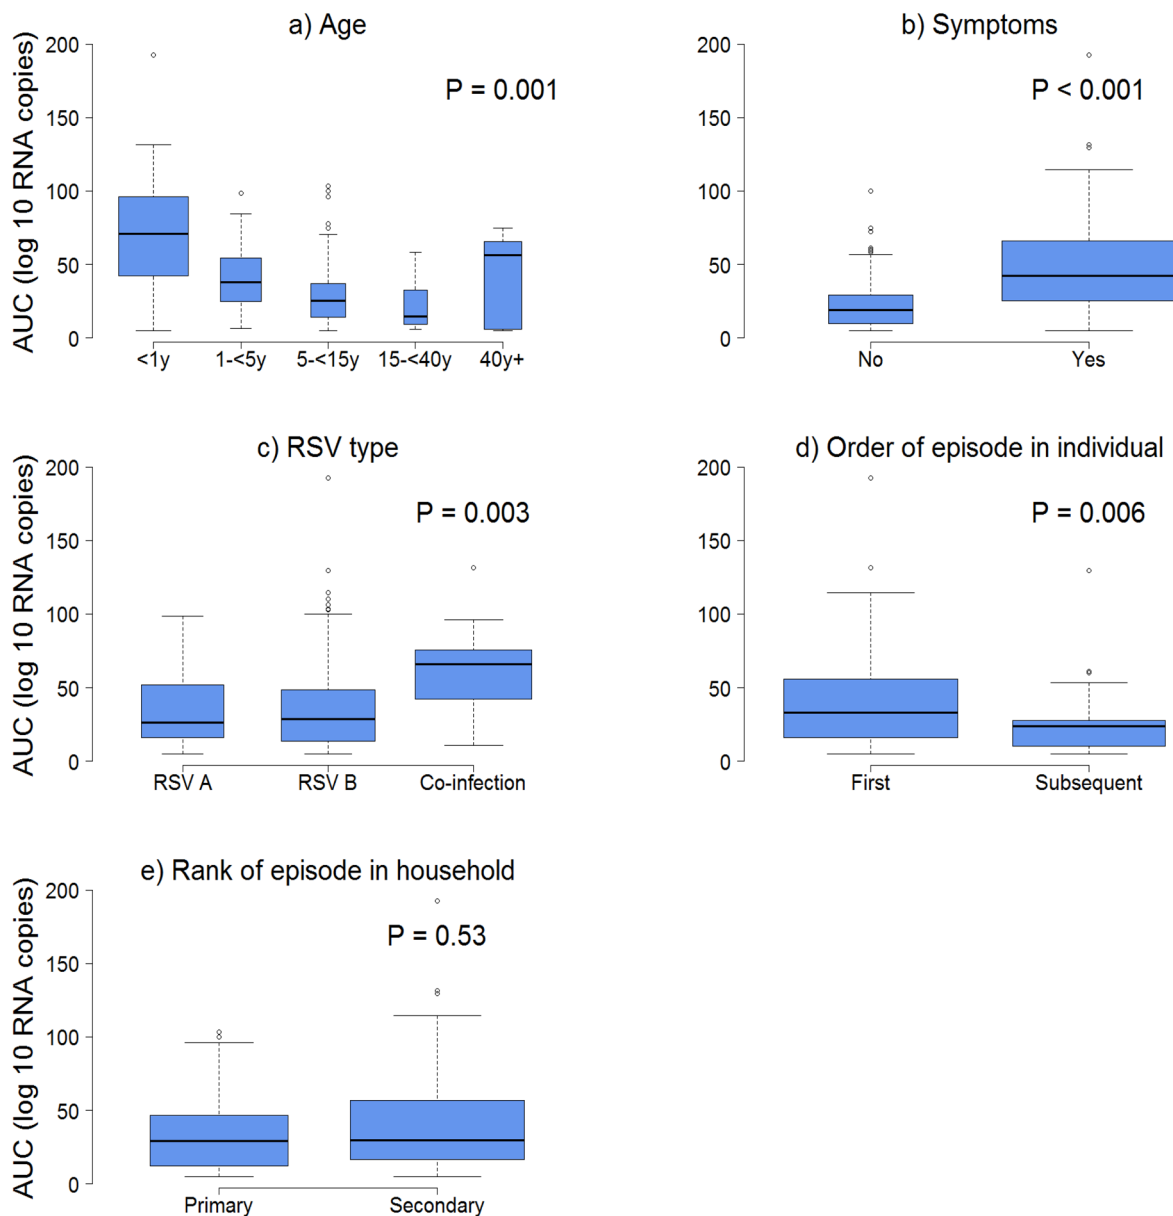 a) Age
AUC (log 10 RNA copies)
200
150
100
50
0
P = 0.001
<1y
1-<5y
5-<15y
15-<40y
40y+
b) Symptoms
200
150
100
50
0
P < 0.001
No
Yes
c) RSV type
AUC (log 10 RNA copies)
200
150
100
50
0
P = 0.003
RSV A
RSV B
Co-infection
d) Order of episode in individual
200
150
100
50
0
P = 0.006
First
Subsequent
e) Rank of episode in household
AUC (log 10 RNA copies)
200
150
100
50
0
P = 0.53
Primary
Secondary